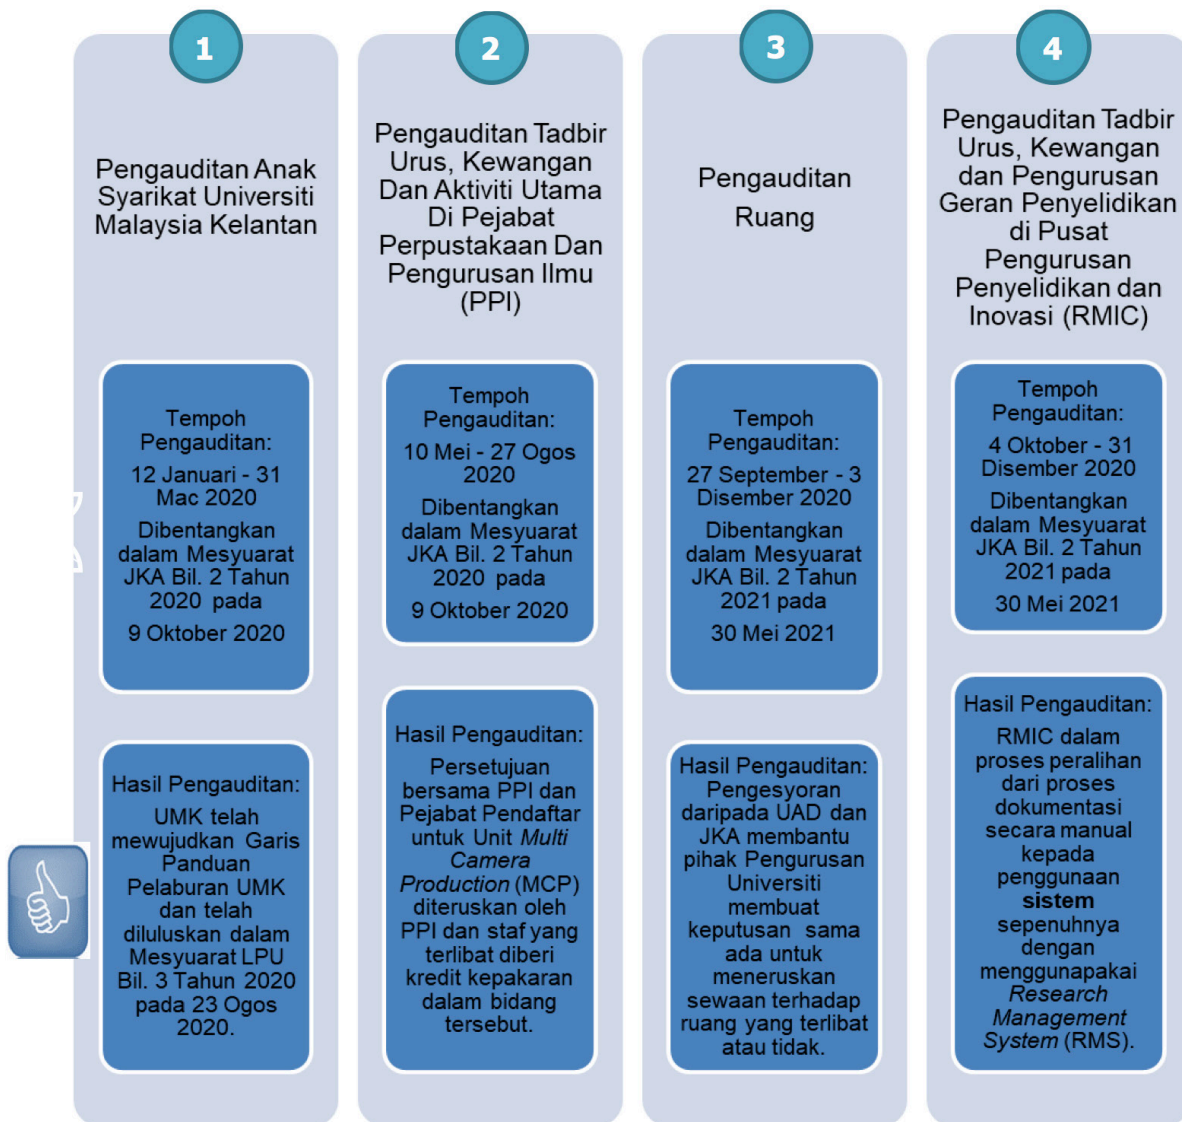 1
Pengauditan Anak
Syarikat Universiti
Malaysia Kelantan
Tempoh
Pengauditan:
12 Januari - 31
Mac 2020
Dibentangkan
dalam Mesyuarat
JKA Bil. 2 Tahun
2020 pada
9 Oktober 2020
Hasil Pengauditan:
UMK telah
mewujudkan Garis
Panduan
Pelaburan UMK
dan telah
diluluskan dalam
Mesyuarat LPU
Bil. 3 Tahun 2020
pada 23 Ogos
2020.
2
Pengauditan Tadbir
Urus, Kewangan
Dan Aktiviti Utama
Di Pejabat
Perpustakaan Dan
Pengurusan Ilmu
(PPI)
Tempoh
Pengauditan:
10 Mei - 27 Ogos
2020
Dibentangkan
dalam Mesyuarat
JKA Bil. 2 Tahun
2020 pada
9 Oktober 2020
Hasil Pengauditan:
Persetujuan
bersama PPI dan
Pejabat Pendaftar
untuk Unit Multi
Camera
Production (MCP)
diteruskan oleh
PPI dan staf yang
terlibat diberi
kredit kepakaran
dalam bidang
tersebut.
3
Pengauditan
Ruang
Tempoh
Pengauditan:
27 September - 3
Disember 2020
Dibentangkan
dalam Mesyuarat
JKA Bil. 2 Tahun
2021 pada
30 Mei 2021
Hasil Pengauditan:
Pengesyoran
daripada UAD dan
JKA membantu
pihak Pengurusan
Universiti
membuat
keputusan sama
ada untuk
meneruskan
sewaan terhadap
ruang yang terlibat
atau tidak.
4
Pengauditan Tadbir
Urus, Kewangan
dan Pengurusan
Geran Penyelidikan
di Pusat
Pengurusan
Penyelidikan dan
Inovasi (RMIC)
Tempoh
Pengauditan:
4 Oktober - 31
Disember 2020
Dibentangkan
dalam Mesyuarat
JKA Bil. 2 Tahun
2021 pada
30 Mei 2021
Hasil Pengauditan:
RMIC dalam
proses peralihan
dari proses
dokumentasi
secara manual
kepada
penggunaan
sistem
sepenuhnya
dengan
menggunapakai
Research
Management
System (RMS).